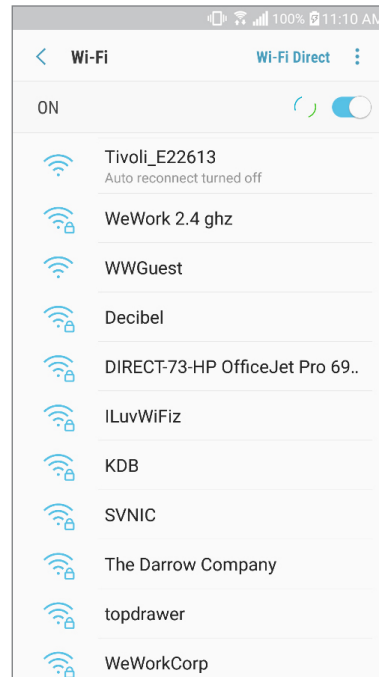 100% 11:10 AM
Wi-Fi Wi-Fi Direct
ON
Tivoli_E22613
Auto reconnect turned off
WeWork 2.4 ghz
WWGuest
Decibel
DIRECT-73-HP OfficeJet Pro 69..
ILuvWiFiz
KDB
SVNIC
The Darrow Company
topdrawer
WeWorkCorp